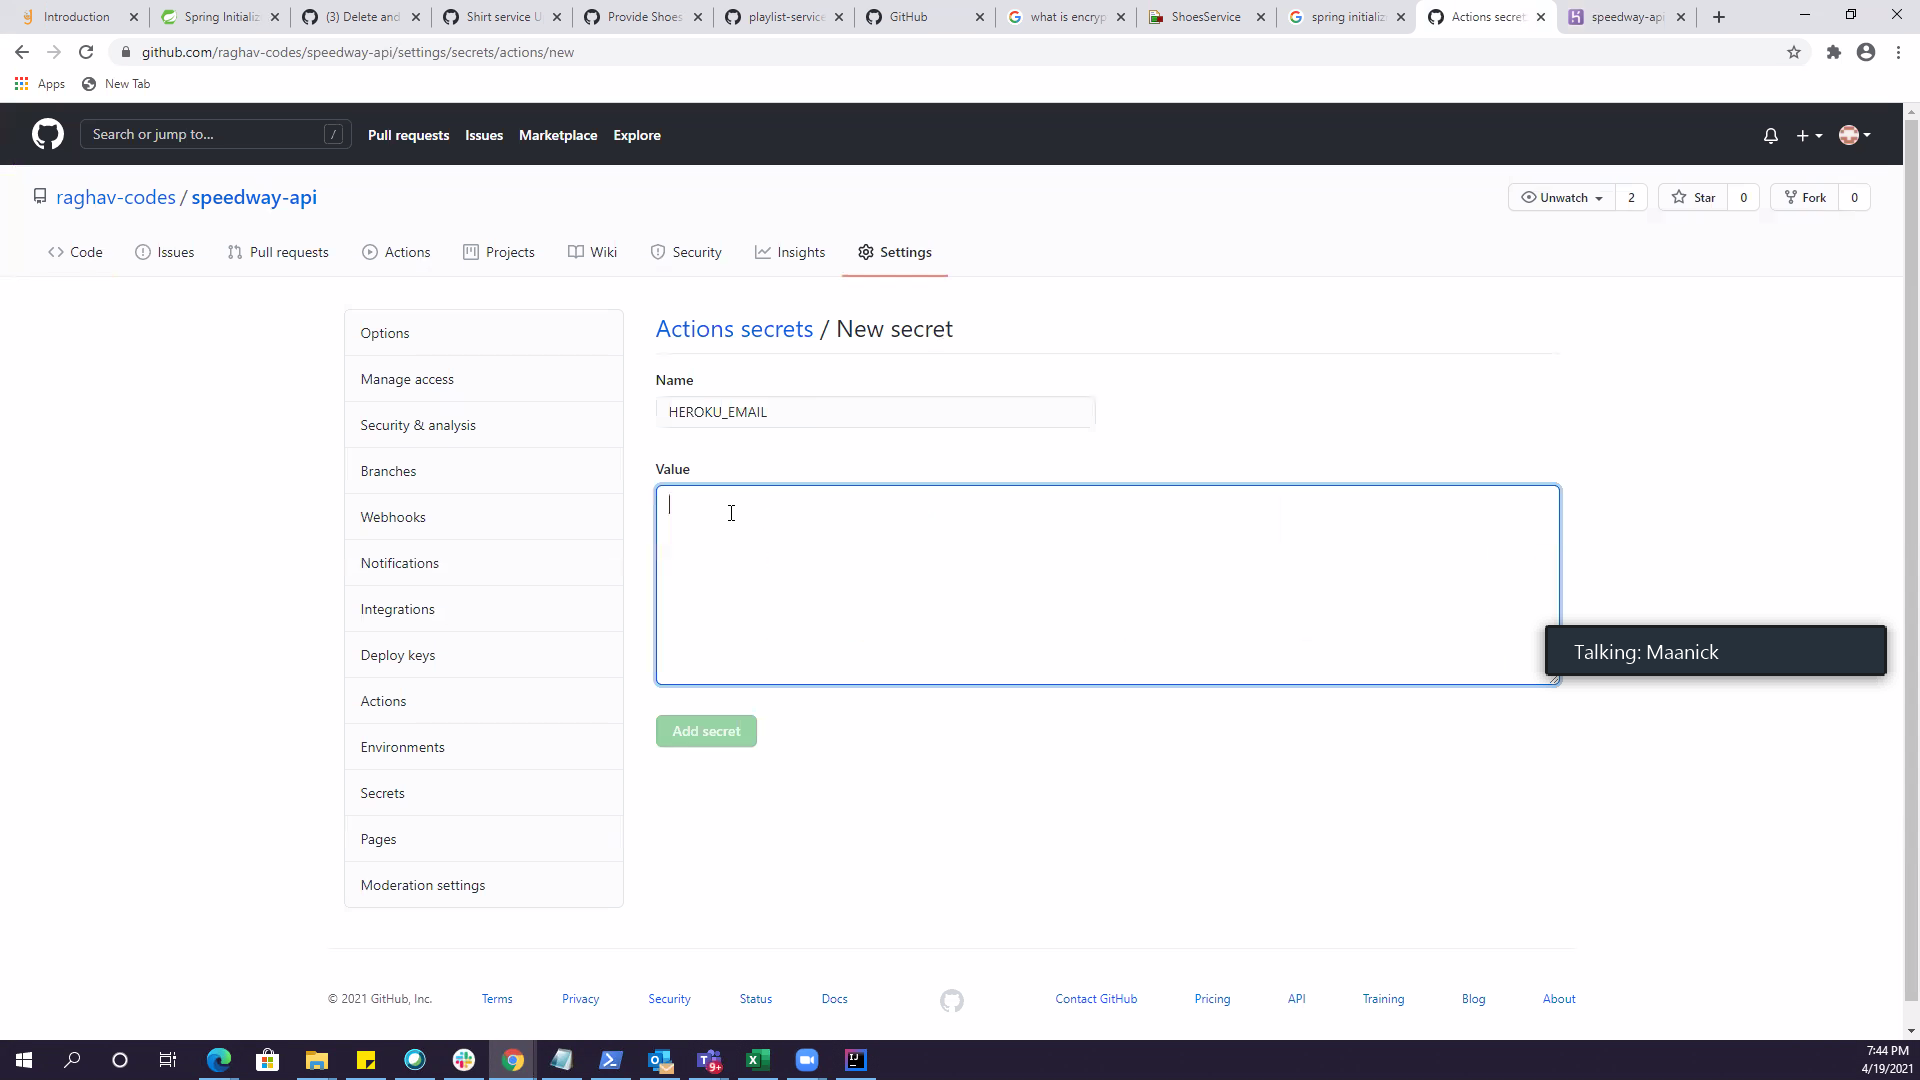 Introduction
Spring Initializ
(3) Delete and
Shirt service U
Provide Shoes
playlist-service
GitHub
what is encryp
ShoesService
spring initializ
Actions secret
speedway-api
github.com/raghav-codes/speedway-api/settings/secrets/actions/new
Apps
New Tab
Search or jump to...
/
Pull requests
Issues
Marketplace
Explore
raghav-codes / speedway-api
Unwatch
2
Star
0
Fork
0
Code
Issues
Pull requests
Actions
Projects
Wiki
Security
Insights
Settings
Options
Manage access
Security & analysis
Branches
Webhooks
Notifications
Integrations
Deploy keys
Actions
Environments
Secrets
Pages
Moderation settings
Actions secrets / New secret
Name
HEROKU_EMAIL
Value
Talking: Maanick
Add secret
© 2021 GitHub, Inc.
Terms
Privacy
Security
Status
Docs
Contact GitHub
Pricing
API
Training
Blog
About
9+
7:44 PM
4/19/2021